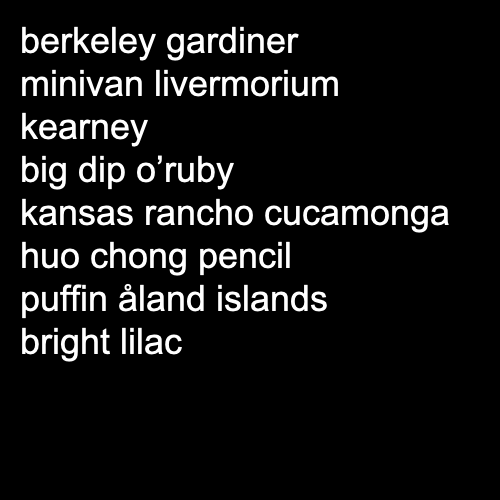 berkeley gardiner
minivan livermorium
kearney
big dip o’ruby
kansas rancho cucamonga
huo chong pencil
puffin åland islands
bright lilac